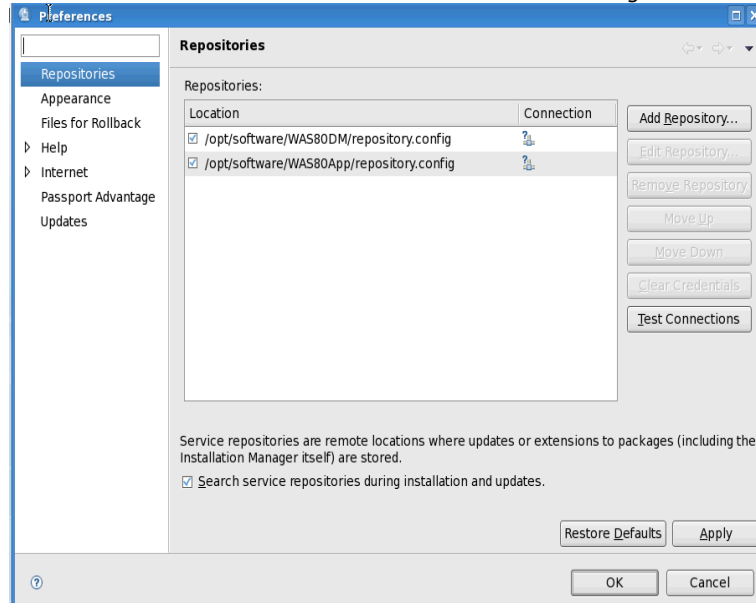 Preferences
Repositories
Appearance
Files for Rollback
Help
Internet
Passport Advantage
Updates
Repositories
Repositories:
Location Connection
/opt/software/WAS80DM/repository.config
/opt/software/WAS80App/repository.config
Add Repository...
Edit Repository...
Remove Repository
Move Up
Move Down
Clear Credentials
Test Connections
Service repositories are remote locations where updates or extensions to packages (including the
Installation Manager itself) are stored.
Search service repositories during installation and updates.
Restore Defaults Apply
OK Cancel